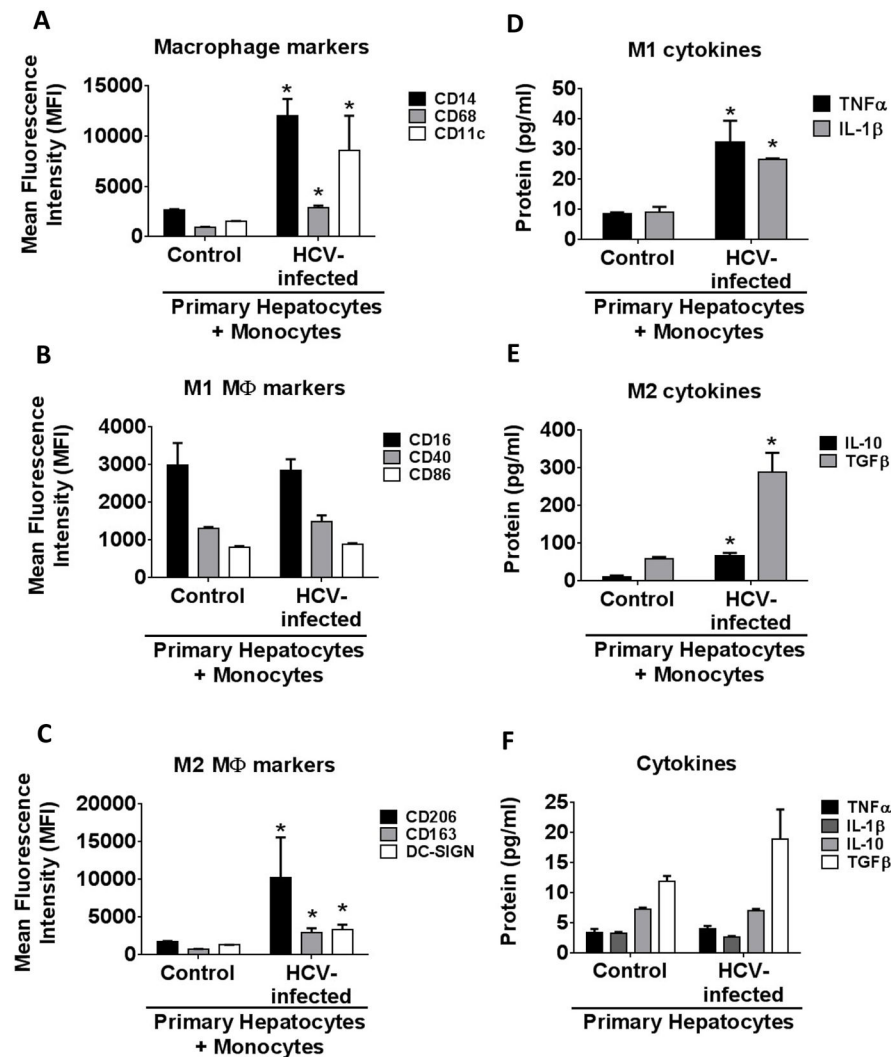 A
Macrophage markers
Mean Fluorescence
Intensity (MFI)
15000
10000
5000
0
*
*
*
CD14
CD68
CD11c
Control
HCV-
infected
Primary Hepatocytes
+ Monocytes
B
M1 MΦ markers
Mean Fluorescence
Intensity (MFI)
4000
3000
2000
1000
0
CD16
CD40
CD86
Control
HCV-
infected
Primary Hepatocytes
+ Monocytes
C
M2 MΦ markers
Mean Fluorescence
Intensity (MFI)
20000
15000
10000
5000
0
*
*
*
CD206
CD163
DC-SIGN
Control
HCV-
infected
Primary Hepatocytes
+ Monocytes
D
M1 cytokines
Protein (pg/ml)
50
40
30
20
10
0
*
*
TNFα
IL-1β
Control
HCV-
infected
Primary Hepatocytes
+ Monocytes
E
M2 cytokines
Protein (pg/ml)
400
300
200
100
0
*
*
IL-10
TGFβ
Control
HCV-
infected
Primary Hepatocytes
+ Monocytes
F
Cytokines
Protein (pg/ml)
25
20
15
10
5
0
TNFα
IL-1β
IL-10
TGFβ
Control
HCV-
infected
Primary Hepatocytes